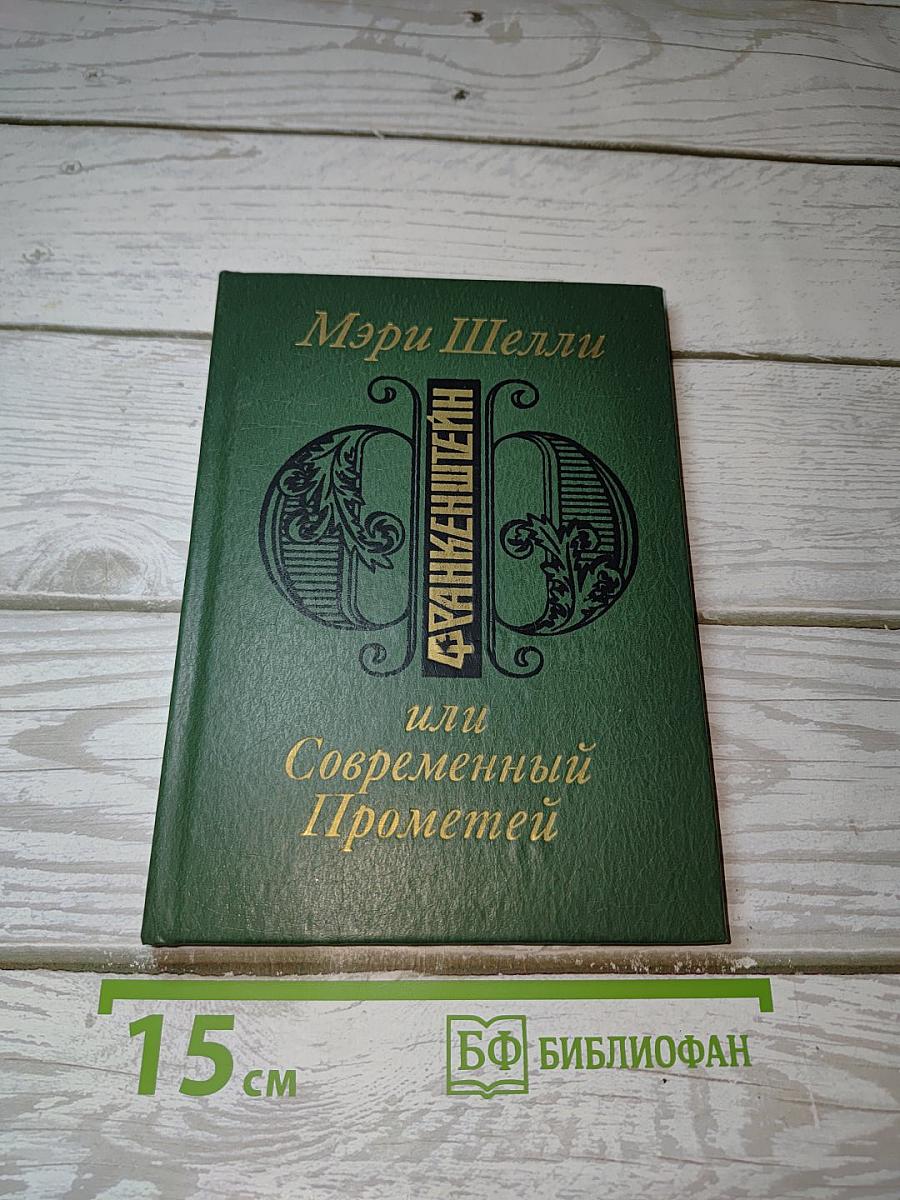 Мэри Шелли
ФРАНКЕНШТЕЙН
или
Современный
Прометей
15 см
БФ БИБЛИОФАН